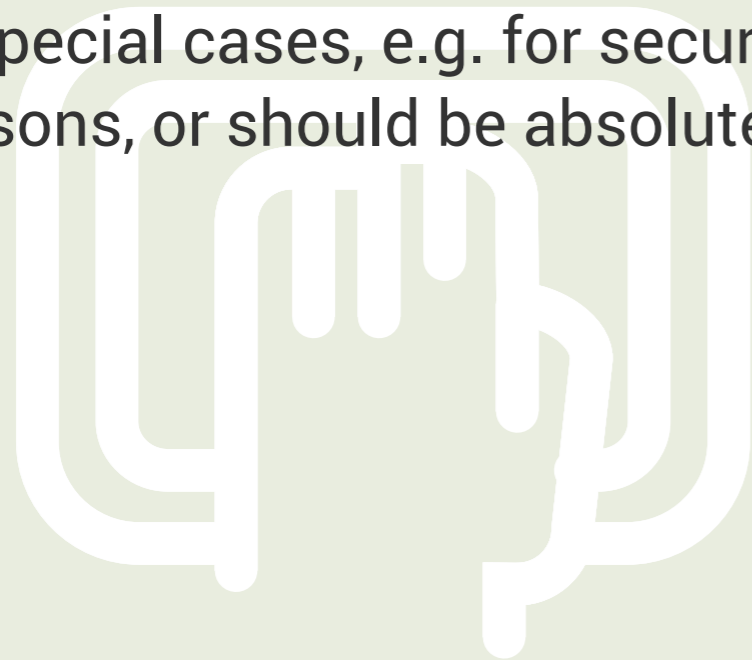 pecial cases, e.g. for secur
sons, or should be absolute